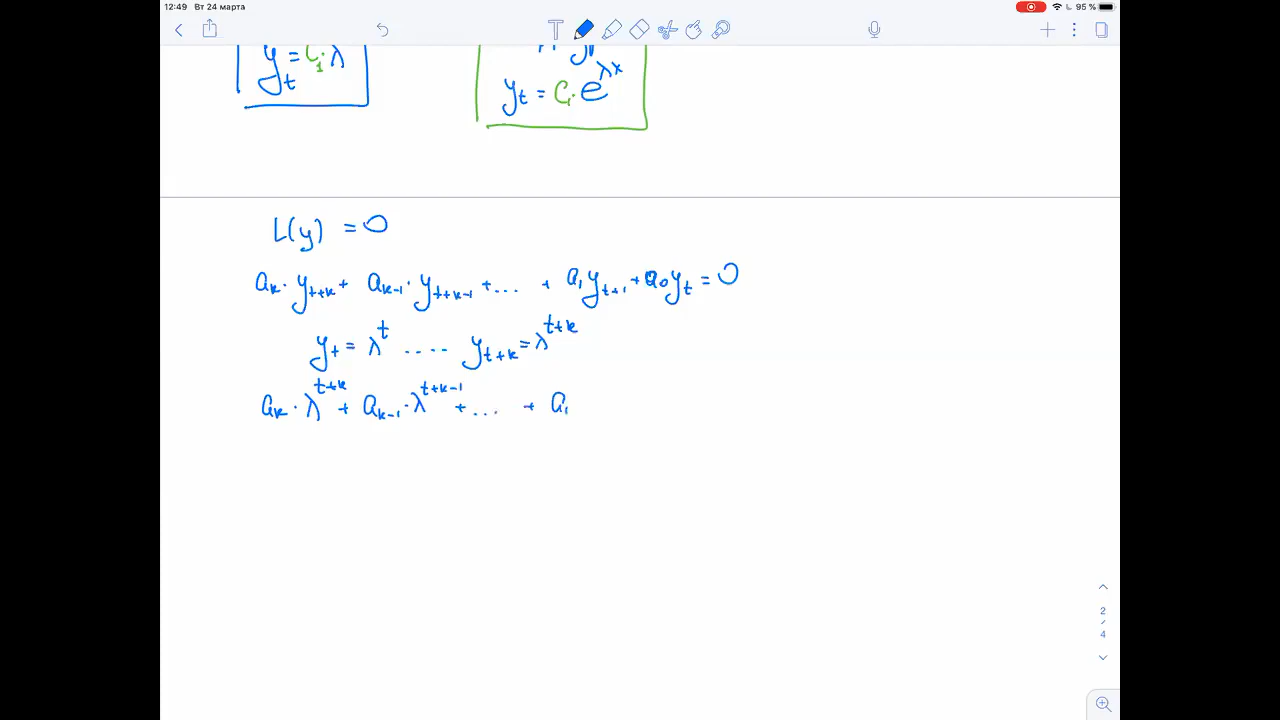 12:49 Вт 24 марта 95 %
y_t = C_1 · λ
y_t = C_1 · e^{λx}
L(y) = 0
a_k · y_{t+k} + a_{k-1} · y_{t+k-1} + ... + a_1 y_{t+1} + a_0 y_t = 0
y_t = λ^t .... y_{t+k} = λ^{t+k}
a_k · λ^{t+k} + a_{k-1} · λ^{t+k-1} + ... + a_1
2
4